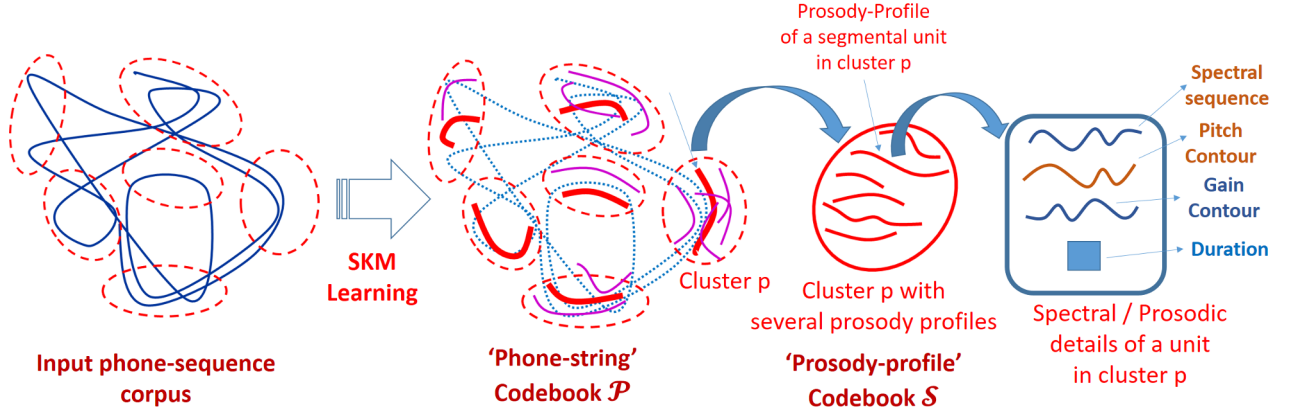 Input phone-sequence
corpus
SKM
Learning
Cluster p
‘Phone-string’
Codebook 𝒫
Prosody-Profile
of a segmental unit
in cluster p
Cluster p with
several prosody profiles
‘Prosody-profile’
Codebook 𝒮
Spectral
sequence
Pitch
Contour
Gain
Contour
Duration
Spectral / Prosodic
details of a unit
in cluster p